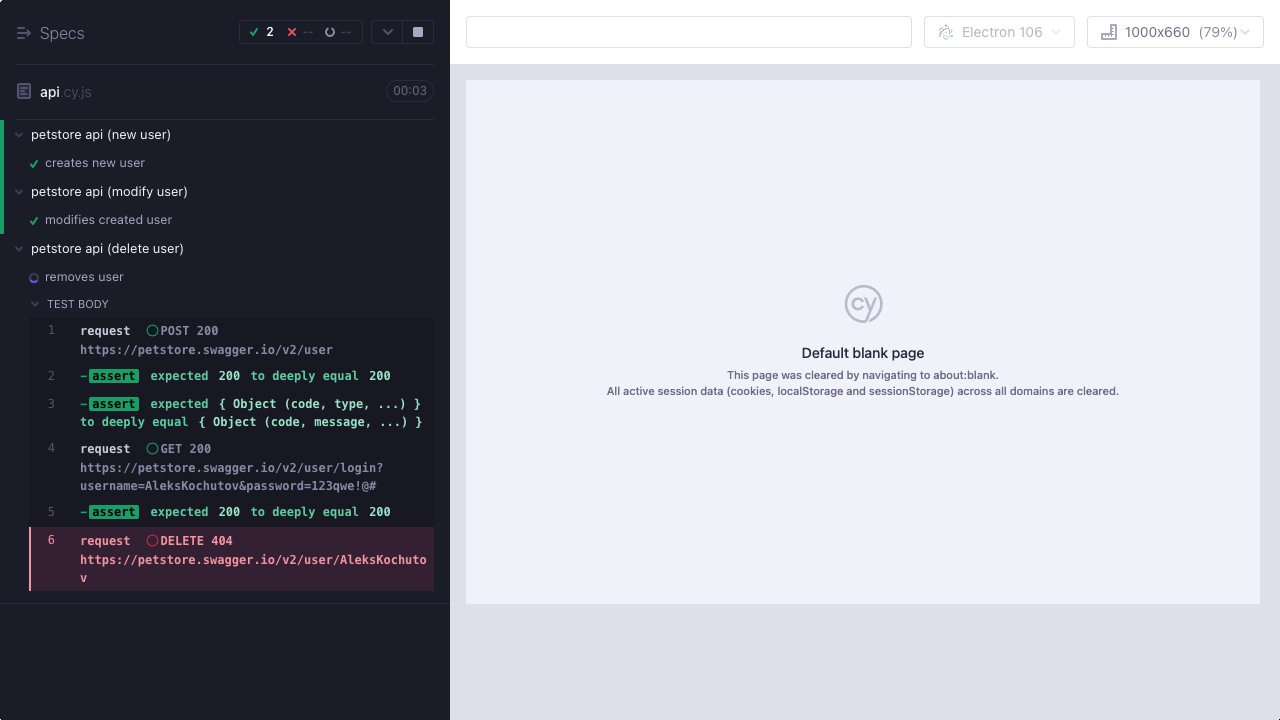 Specs
2
--
--
Electron 106
1000x660 (79%)
api.cy.js
00:03
petstore api (new user)
creates new user
petstore api (modify user)
modifies created user
petstore api (delete user)
removes user
TEST BODY
1 request POST 200
https://petstore.swagger.io/v2/user
2 -assert expected 200 to deeply equal 200
3 -assert expected { Object (code, type, ...) }
to deeply equal { Object (code, message, ...) }
4 request GET 200
https://petstore.swagger.io/v2/user/login?
username=AleksKochutov&password=123qwe!@#
5 -assert expected 200 to deeply equal 200
6 request DELETE 404
https://petstore.swagger.io/v2/user/AleksKochuto
v
cy
Default blank page
This page was cleared by navigating to about:blank.
All active session data (cookies, localStorage and sessionStorage) across all domains are cleared.